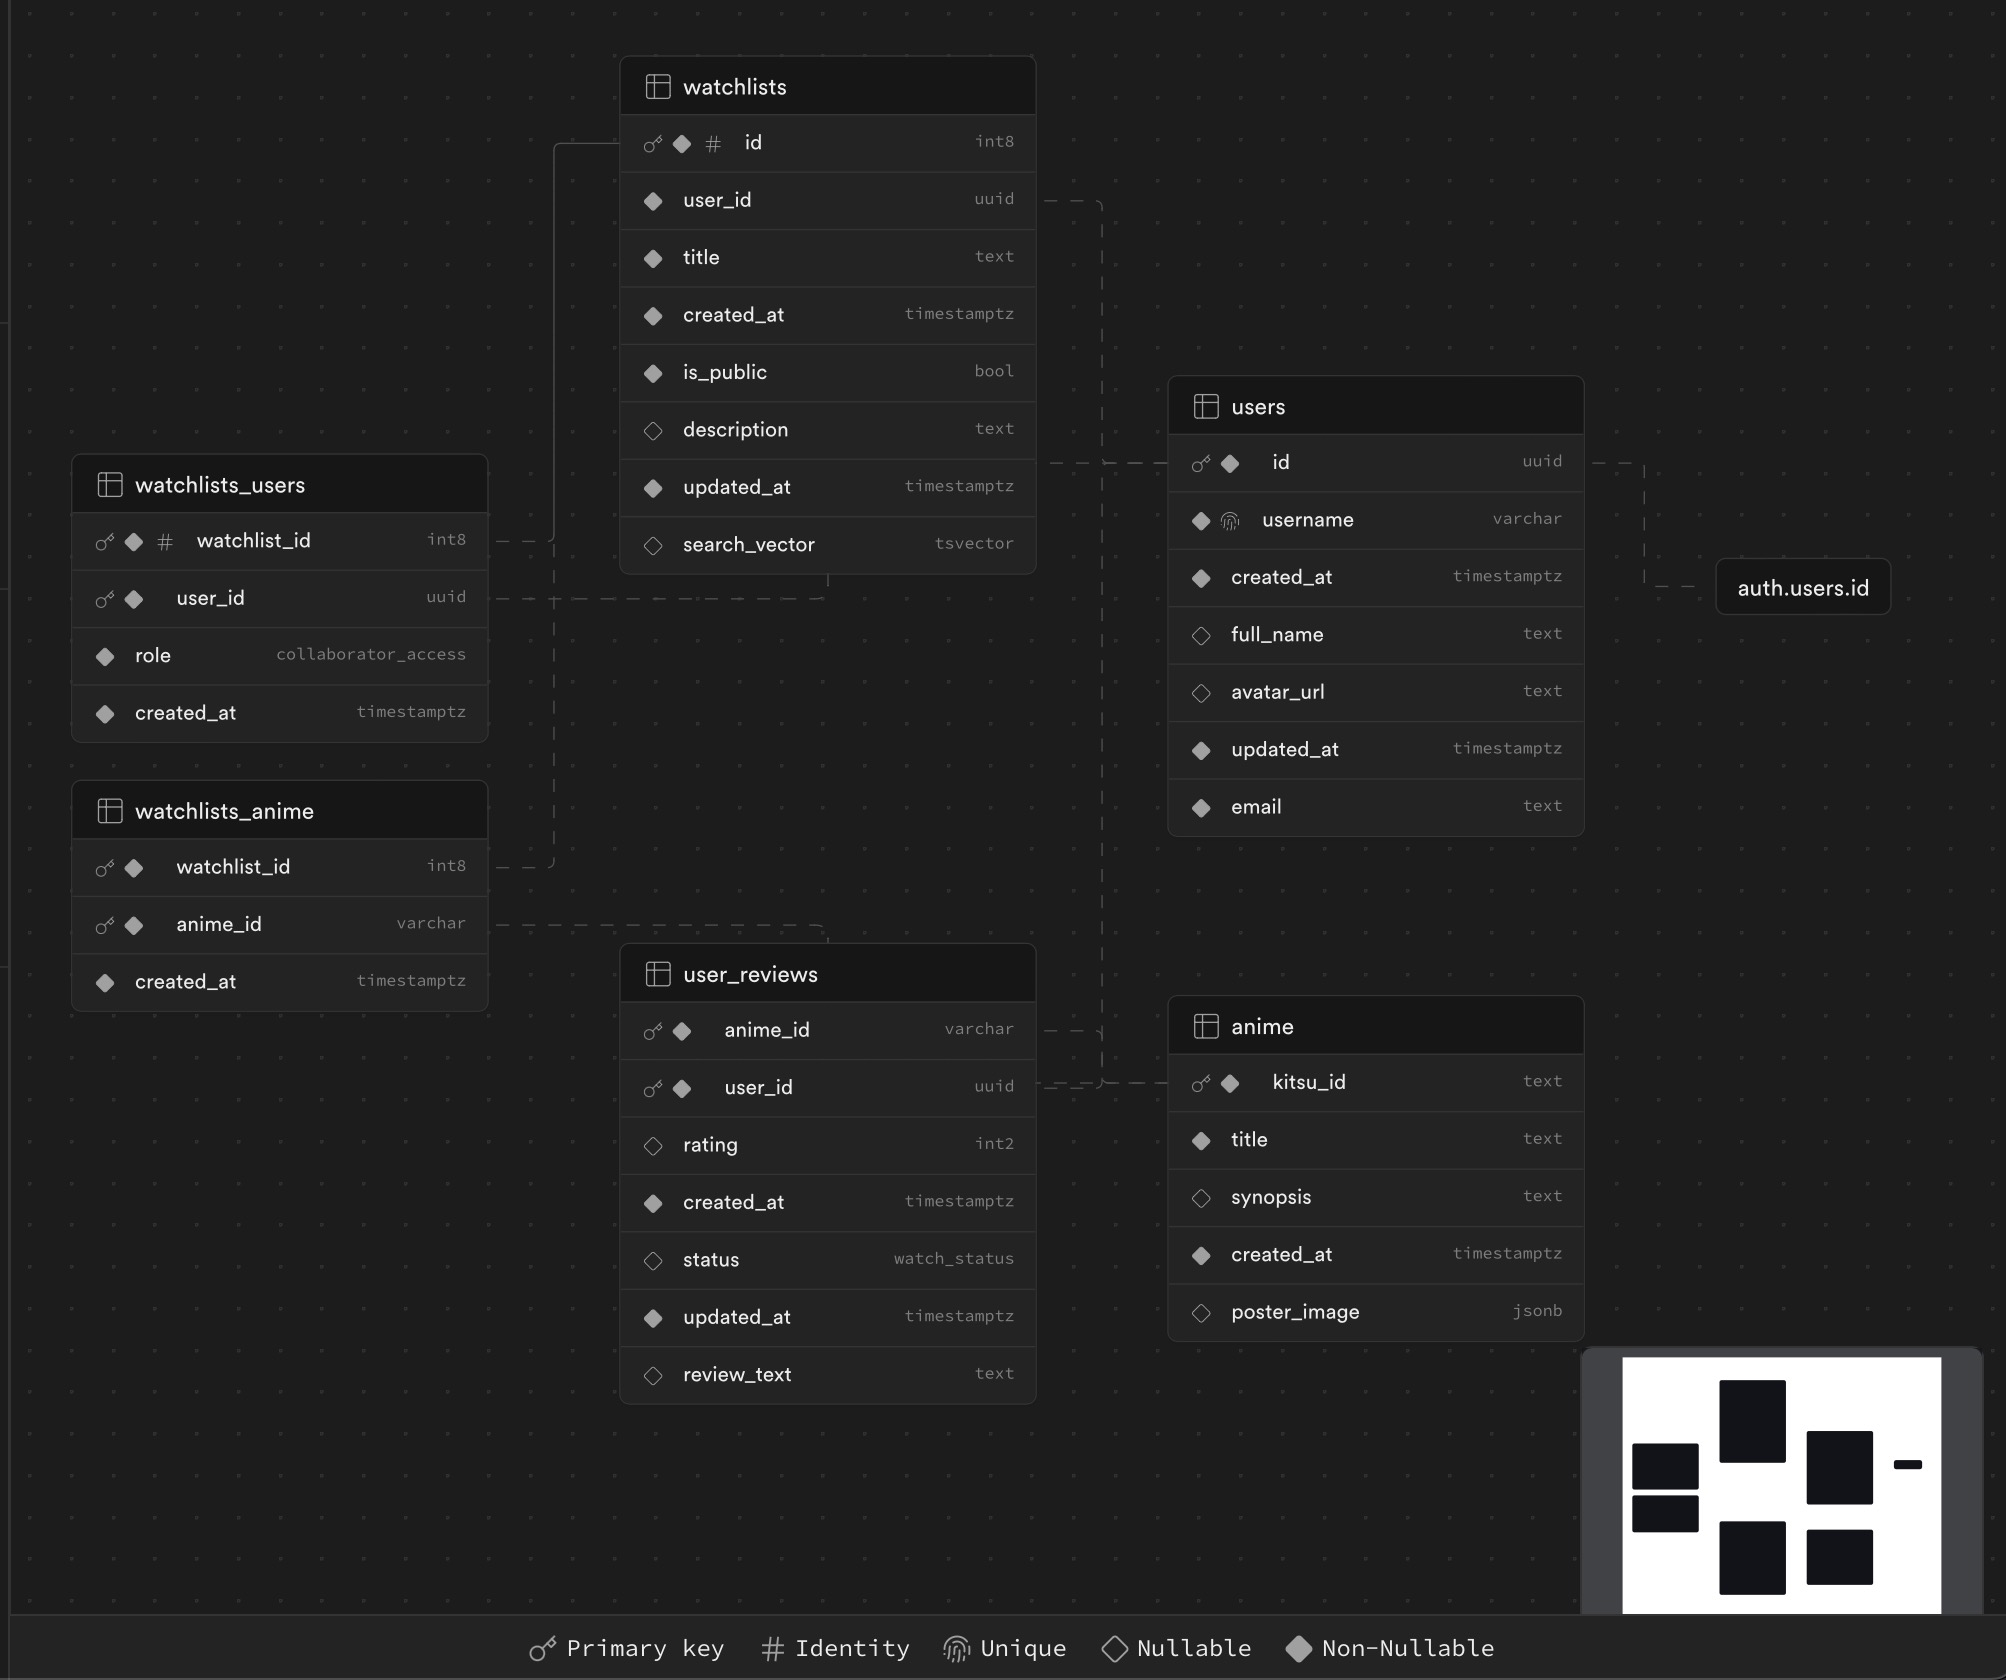 watchlists
# id int8
user_id uuid
title text
created_at timestamptz
is_public bool
description text
updated_at timestamptz
search_vector tsvector
watchlists_users
# watchlist_id int8
user_id uuid
role collaborator_access
created_at timestamptz
watchlists_anime
watchlist_id int8
anime_id varchar
created_at timestamptz
users
id uuid
username varchar
created_at timestamptz
full_name text
avatar_url text
updated_at timestamptz
email text
auth.users.id
user_reviews
anime_id varchar
user_id uuid
rating int2
created_at timestamptz
status watch_status
updated_at timestamptz
review_text text
anime
kitsu_id text
title text
synopsis text
created_at timestamptz
poster_image jsonb
Primary key # Identity Unique Nullable Non-Nullable